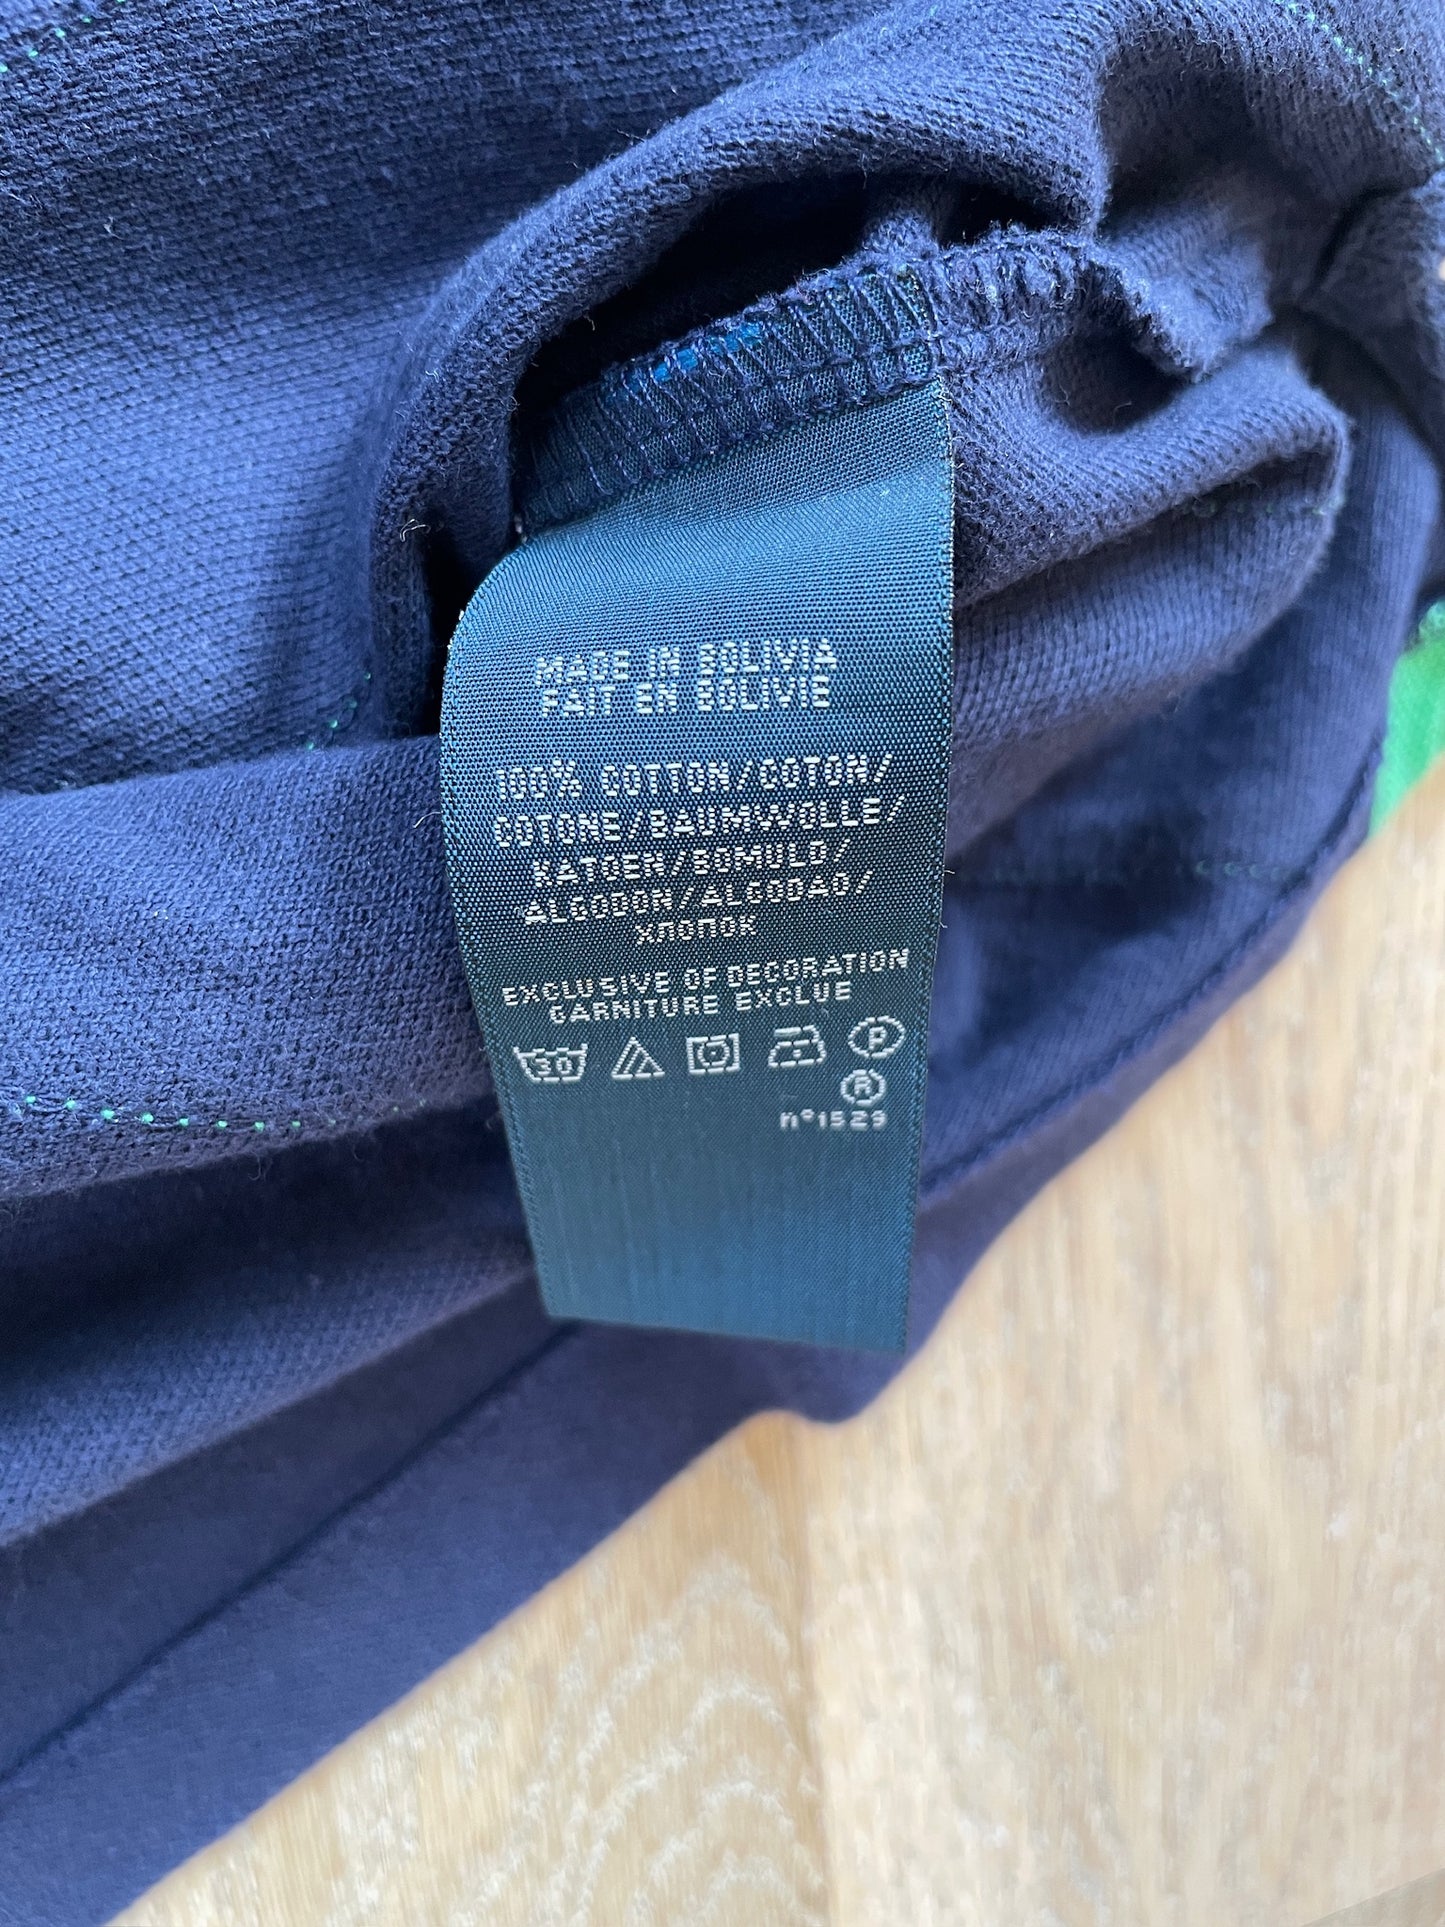 MADE IN BOLIVIA
FAIT EN BOLIVIE
100% COTTON/COTON/
COTONE/BAUMWOLLE/
KATOEN/BOMULD/
ALGODON/ALGODAO/
ХЛОПОК
EXCLUSIVE OF DECORATION
GARNITURE EXCLUE
30 P
R
n°1529